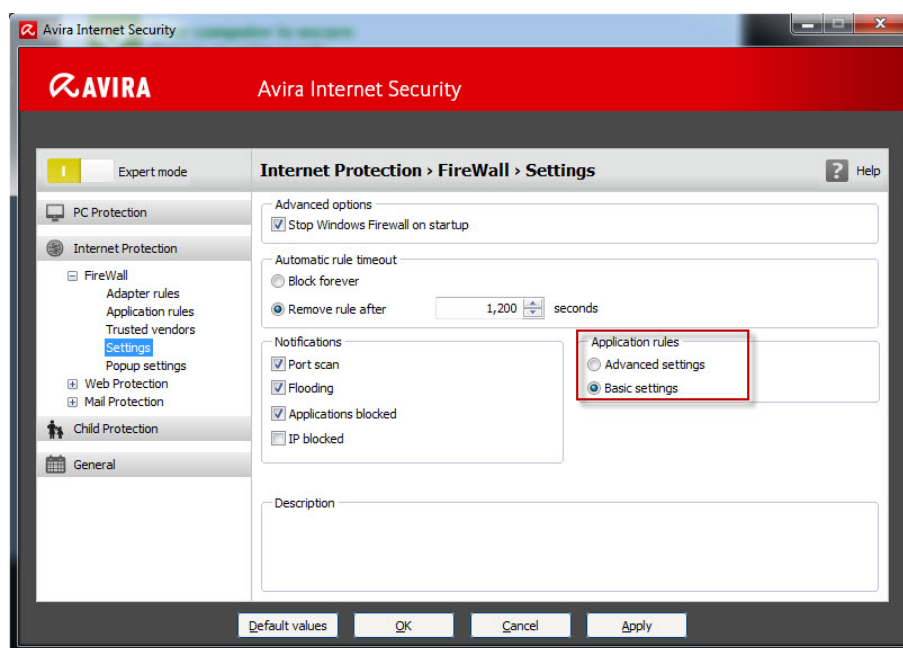 Avira Internet Security
computer is secure
AVIRA
Avira Internet Security
Expert mode
Internet Protection › FireWall › Settings
? Help
PC Protection
Internet Protection
FireWall
Adapter rules
Application rules
Trusted vendors
Settings
Popup settings
Web Protection
Mail Protection
Child Protection
General
Advanced options
Stop Windows Firewall on startup
Automatic rule timeout
Block forever
Remove rule after 1,200 seconds
Notifications
Port scan
Flooding
Applications blocked
IP blocked
Application rules
Advanced settings
Basic settings
Description
Default values
OK
Cancel
Apply